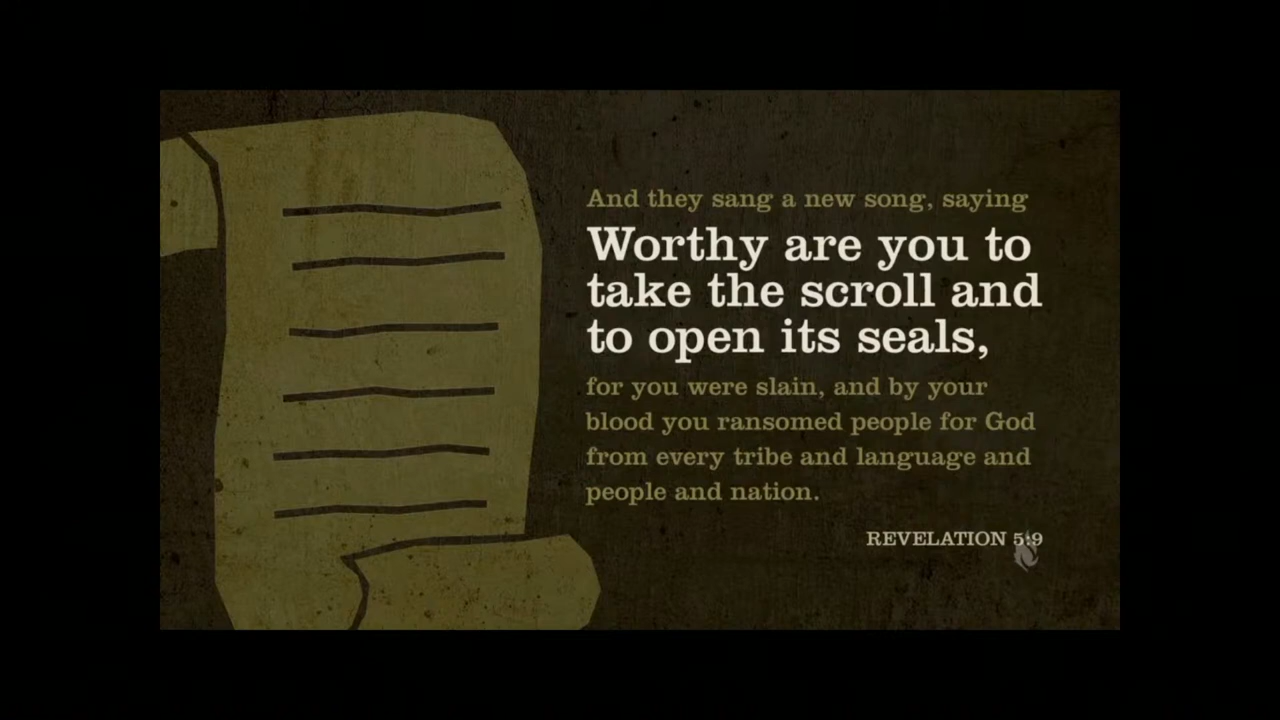 And they sang a new song, saying
Worthy are you to
take the scroll and
to open its seals,
for you were slain, and by your
blood you ransomed people for God
from every tribe and language and
people and nation.
REVELATION 5:9